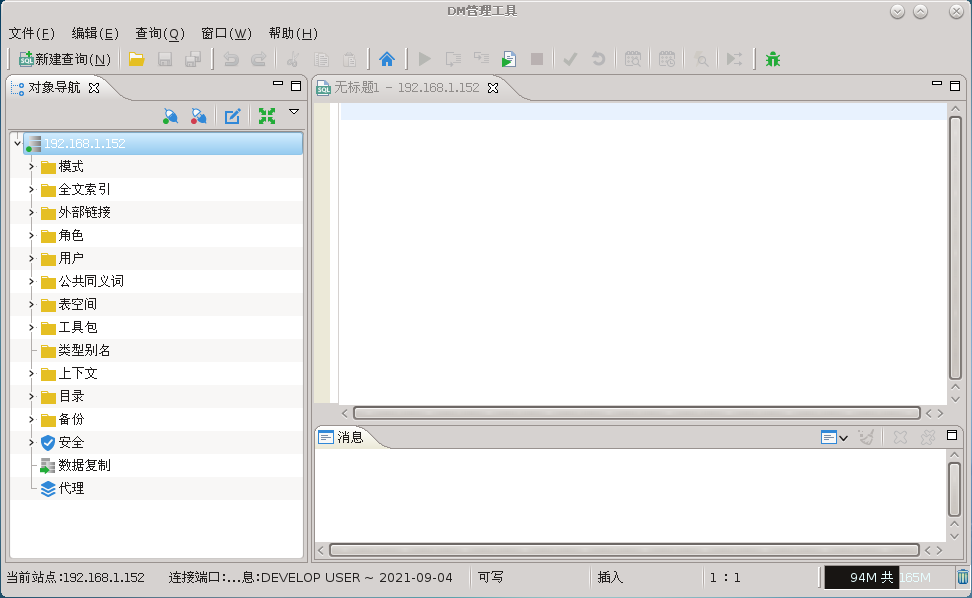 DM管理工具
文件(F) 编辑(E) 查询(Q) 窗口(W) 帮助(H)
SQL 新建查询(N)
对象导航
SQL 无标题1 - 192.168.1.152
192.168.1.152
模式
全文索引
外部链接
角色
用户
公共同义词
表空间
工具包
类型别名
上下文
目录
备份
安全
数据复制
代理
消息
当前站点:192.168.1.152 连接端口:...息:DEVELOP USER ~ 2021-09-04 可写 插入 1 : 1 94M 共 165M